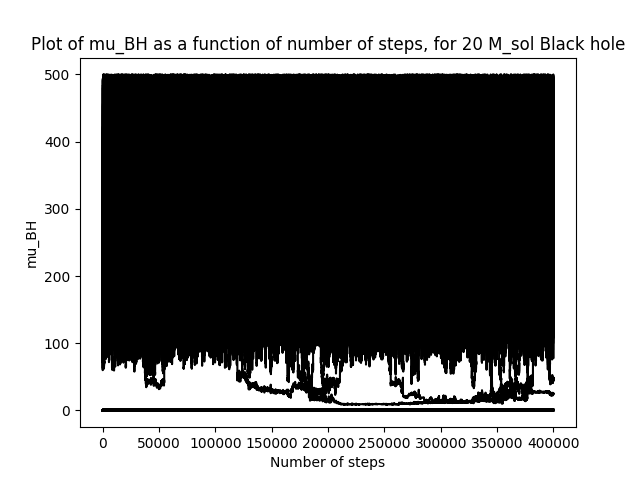 Plot of mu_BH as a function of number of steps, for 20 M_sol Black hole
500
400
300
200
100
0
mu_BH
0 50000 100000 150000 200000 250000 300000 350000 400000
Number of steps